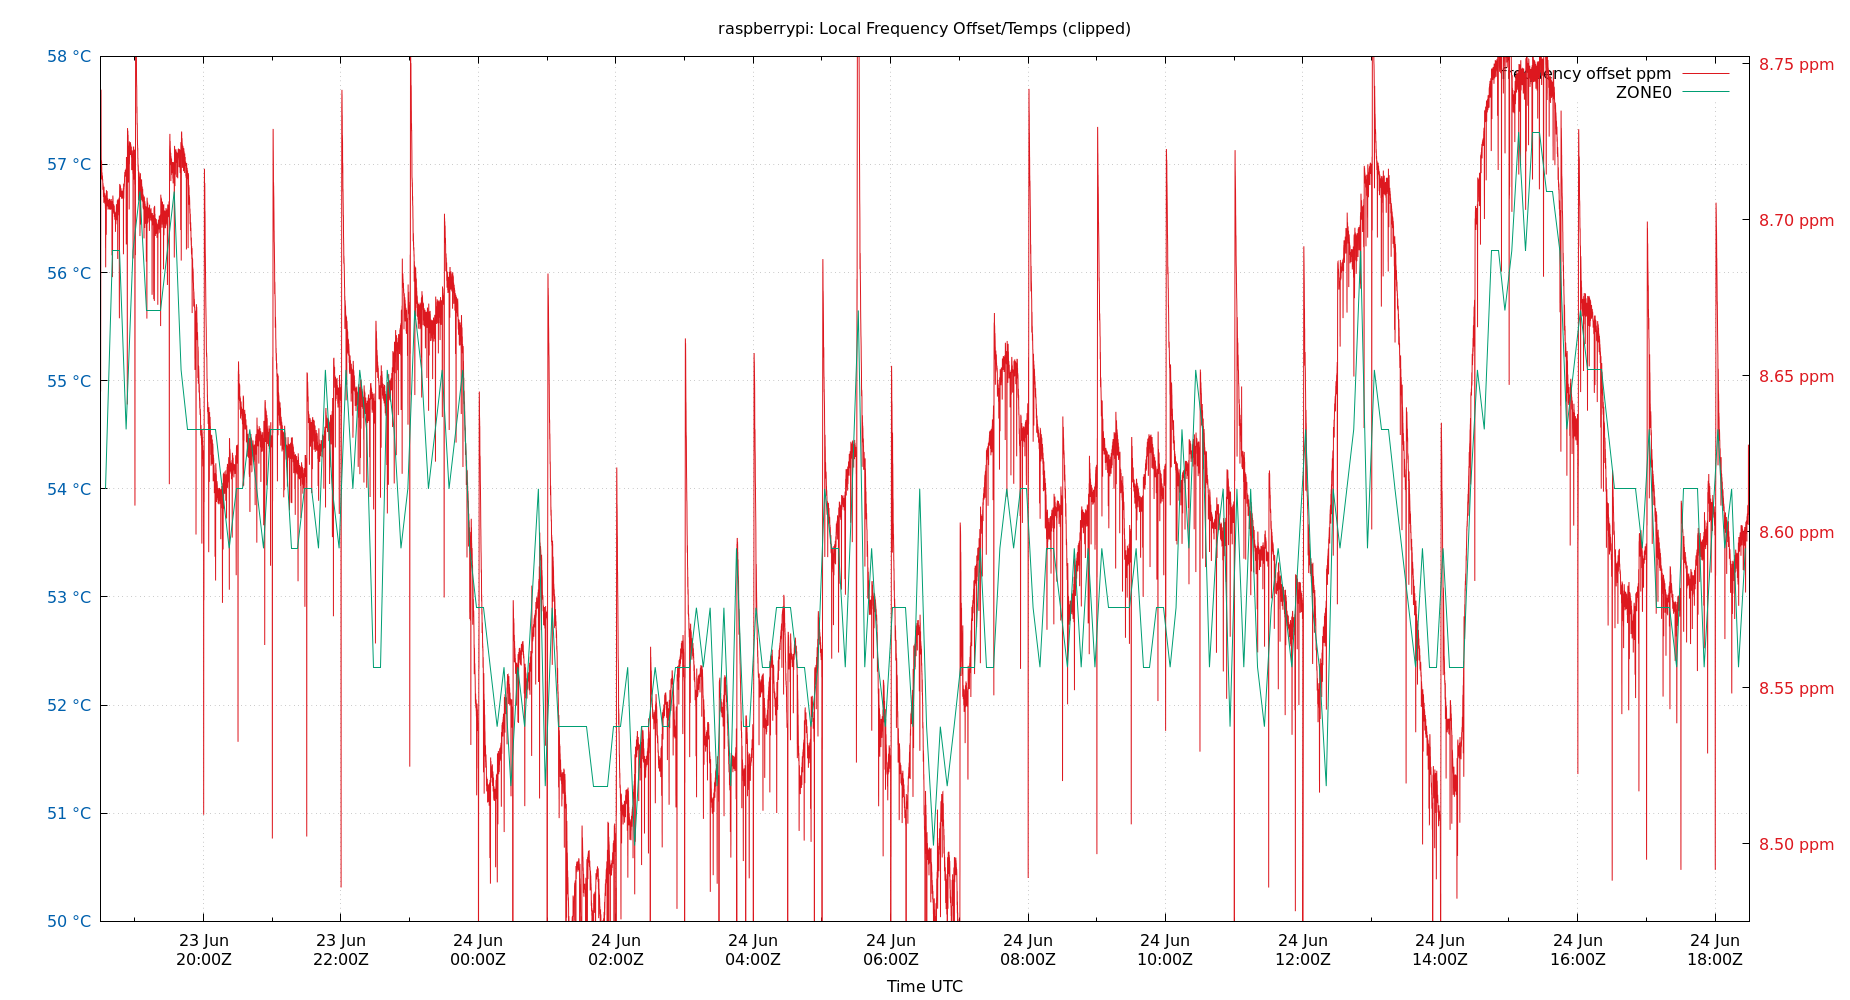 raspberrypi: Local Frequency Offset/Temps (clipped)
58 °C
57 °C
56 °C
55 °C
54 °C
53 °C
52 °C
51 °C
50 °C
8.75 ppm
8.70 ppm
8.65 ppm
8.60 ppm
8.55 ppm
8.50 ppm
frequency offset ppm
ZONE0
23 Jun
20:00Z
23 Jun
22:00Z
24 Jun
00:00Z
24 Jun
02:00Z
24 Jun
04:00Z
24 Jun
06:00Z
24 Jun
08:00Z
24 Jun
10:00Z
24 Jun
12:00Z
24 Jun
14:00Z
24 Jun
16:00Z
24 Jun
18:00Z
Time UTC